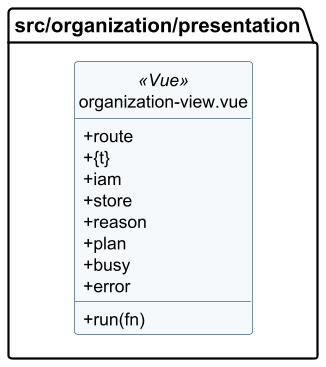 src/organization/presentation
«Vue»
organization-view.vue
+route
+{t}
+iam
+store
+reason
+plan
+busy
+error
+run(fn)